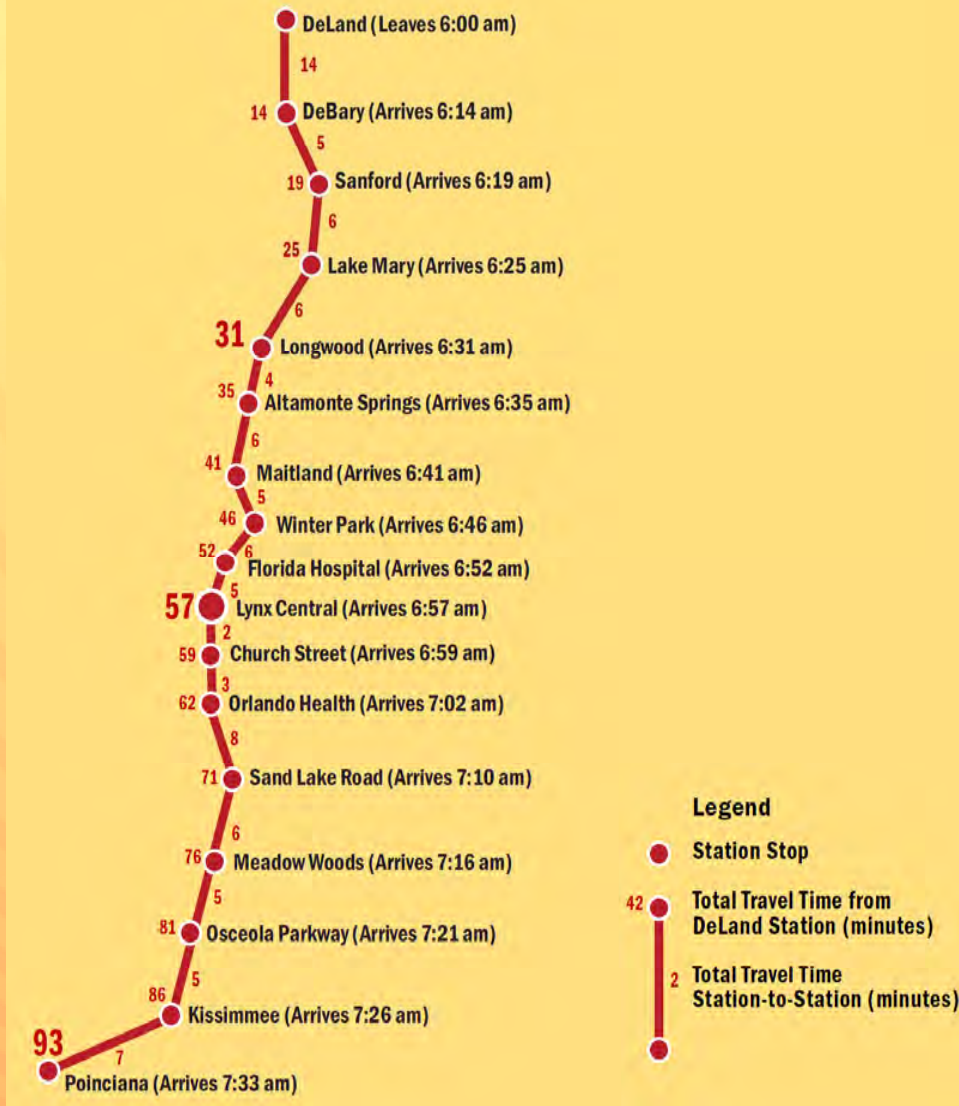 DeLand (Leaves 6:00 am)
14
14 DeBary (Arrives 6:14 am)
5
19 Sanford (Arrives 6:19 am)
6
25 Lake Mary (Arrives 6:25 am)
6
31 Longwood (Arrives 6:31 am)
4
35 Altamonte Springs (Arrives 6:35 am)
6
41 Maitland (Arrives 6:41 am)
5
46 Winter Park (Arrives 6:46 am)
6
52 Florida Hospital (Arrives 6:52 am)
5
57 Lynx Central (Arrives 6:57 am)
2
59 Church Street (Arrives 6:59 am)
3
62 Orlando Health (Arrives 7:02 am)
8
71 Sand Lake Road (Arrives 7:10 am)
6
76 Meadow Woods (Arrives 7:16 am)
5
81 Osceola Parkway (Arrives 7:21 am)
5
86 Kissimmee (Arrives 7:26 am)
7
93 Poinciana (Arrives 7:33 am)
Legend
Station Stop
42 Total Travel Time from
DeLand Station (minutes)
2 Total Travel Time
Station-to-Station (minutes)